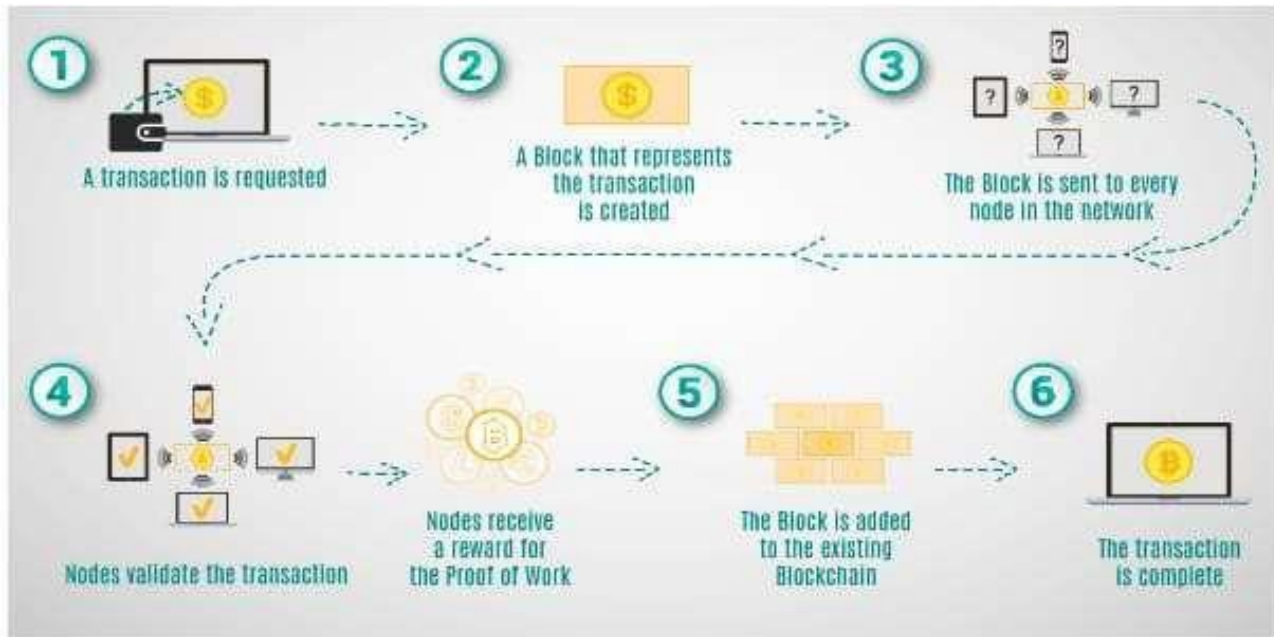 1
A transaction is requested
2
A Block that represents
the transaction
is created
3
?
?
?
?
The Block is sent to every
node in the network
4
Nodes validate the transaction
Nodes receive
a reward for
the Proof of Work
5
The Block is added
to the existing
Blockchain
6
The transaction
is complete